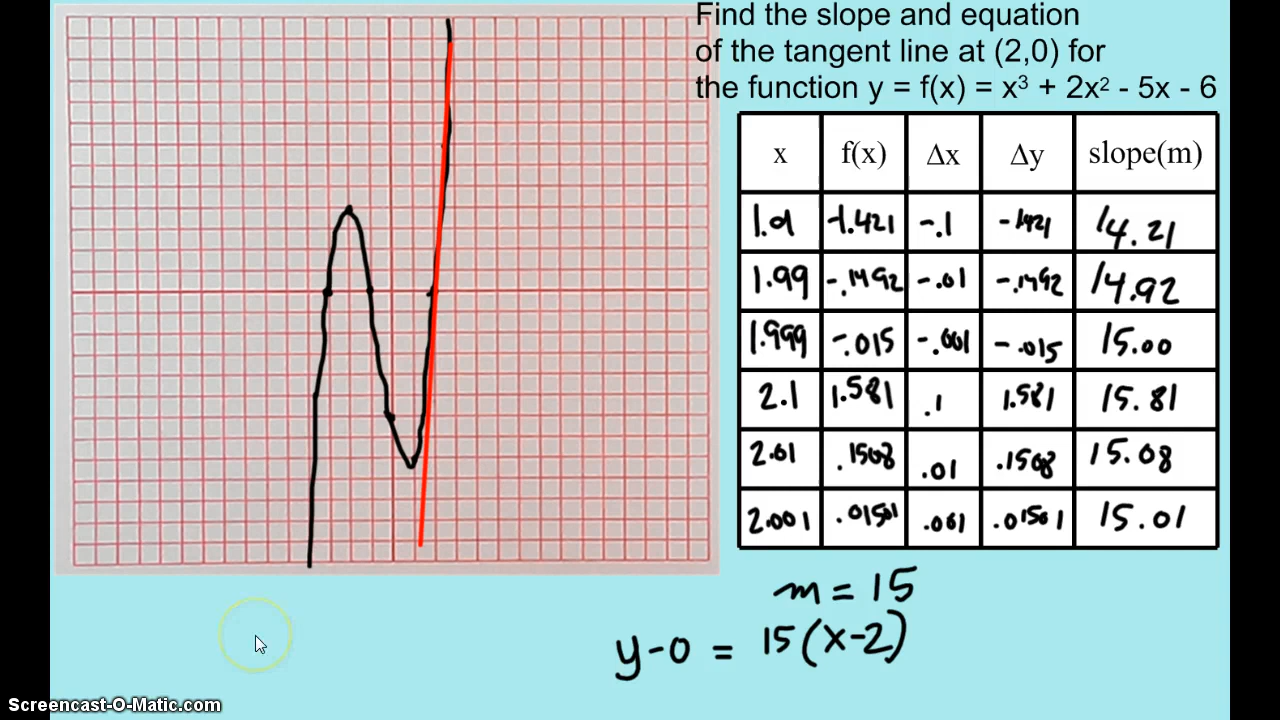 Find the slope and equation
of the tangent line at (2,0) for
the function y = f(x) = x³ + 2x² - 5x - 6
x f(x) Δx Δy slope(m)
1.9 -1.421 -.1 -1.421 14.21
1.99 -.1492 -.01 -.1492 14.92
1.999 -.015 -.001 -.015 15.00
2.1 1.581 .1 1.581 15.81
2.01 .1508 .01 .1508 15.08
2.001 .01501 .001 .01501 15.01
m = 15
y-0 = 15(x-2)
Screencast-O-Matic.com